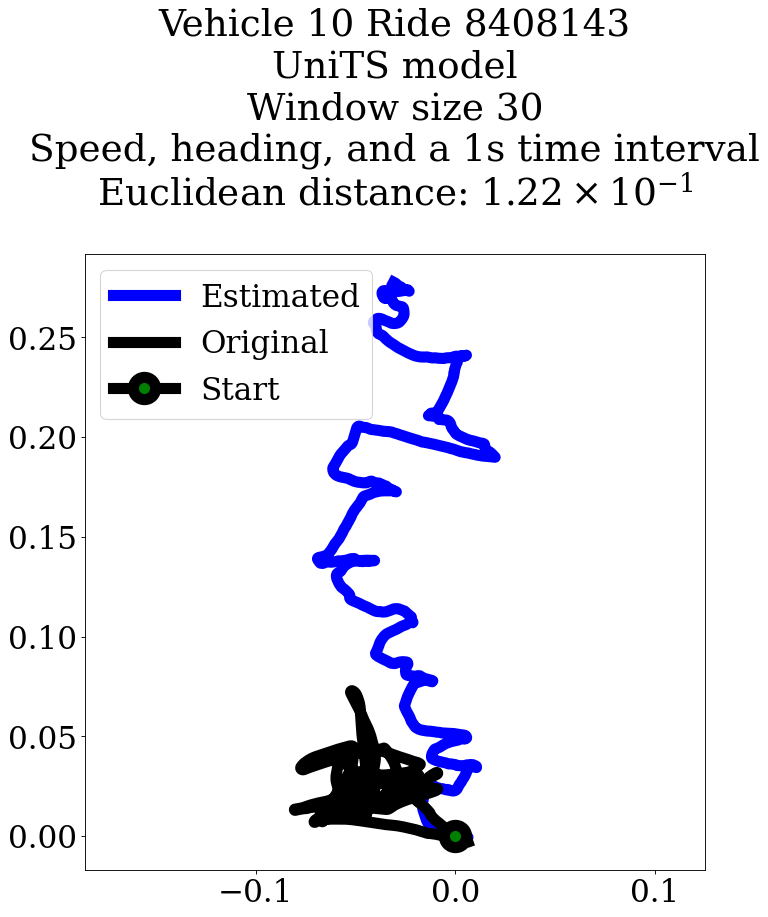 Vehicle 10 Ride 8408143
UniTS model
Window size 30
Speed, heading, and a 1s time interval
Euclidean distance: 1.22 × 10⁻¹
Estimated
Original
Start
0.25
0.20
0.15
0.10
0.05
0.00
−0.1
0.0
0.1